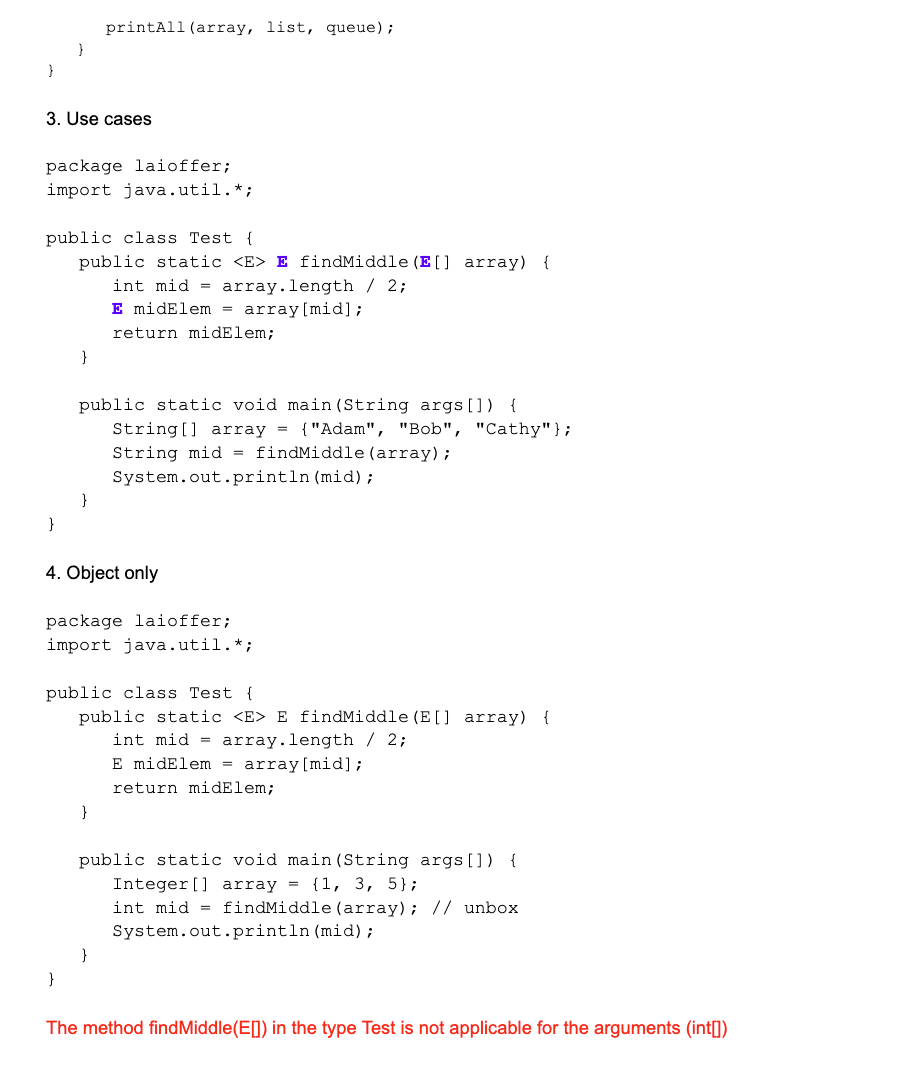 printAll(array, list, queue);
}
}
3. Use cases
package laioffer;
import java.util.*;
public class Test {
public static <E> E findMiddle(E[] array) {
int mid = array.length / 2;
E midElem = array[mid];
return midElem;
}
public static void main(String args[]) {
String[] array = {"Adam", "Bob", "Cathy"};
String mid = findMiddle(array);
System.out.println(mid);
}
}
4. Object only
package laioffer;
import java.util.*;
public class Test {
public static <E> E findMiddle(E[] array) {
int mid = array.length / 2;
E midElem = array[mid];
return midElem;
}
public static void main(String args[]) {
Integer[] array = {1, 3, 5};
int mid = findMiddle(array); // unbox
System.out.println(mid);
}
}
The method findMiddle(E[]) in the type Test is not applicable for the arguments (int[])